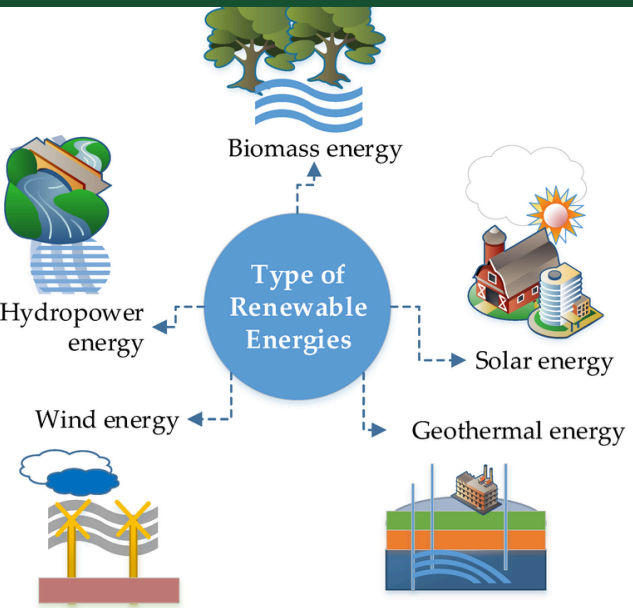 Biomass energy
Type of
Renewable
Energies
Hydropower
energy
Solar energy
Wind energy
Geothermal energy